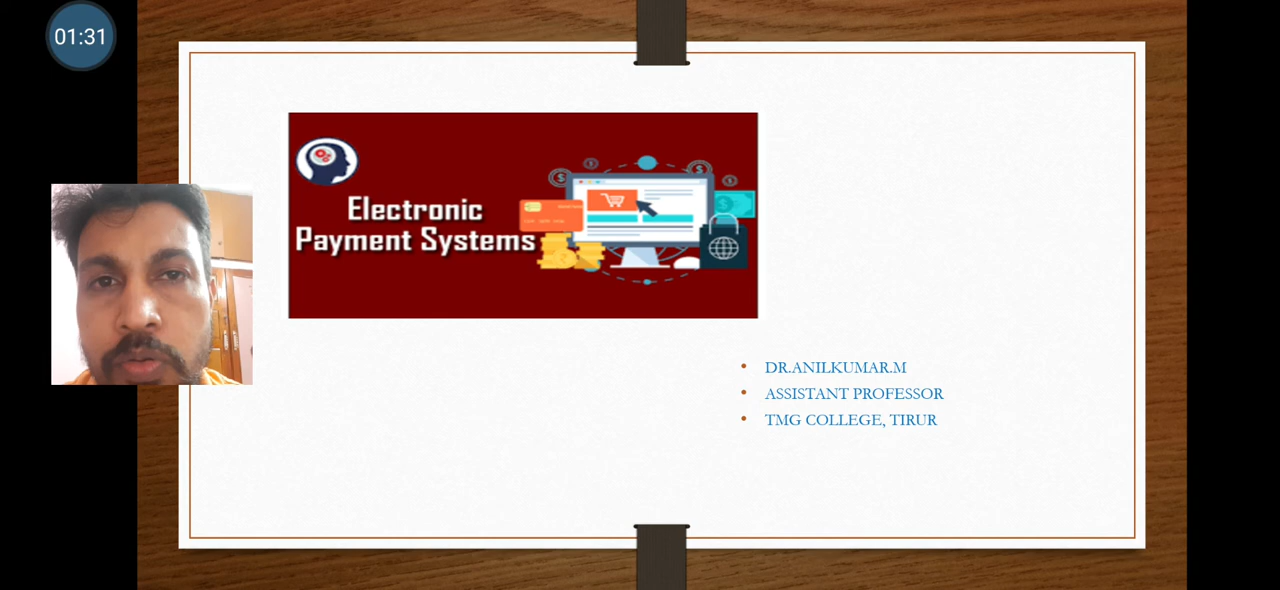 01:31
Electronic
Payment Systems
DR.ANILKUMAR.M
ASSISTANT PROFESSOR
TMG COLLEGE, TIRUR